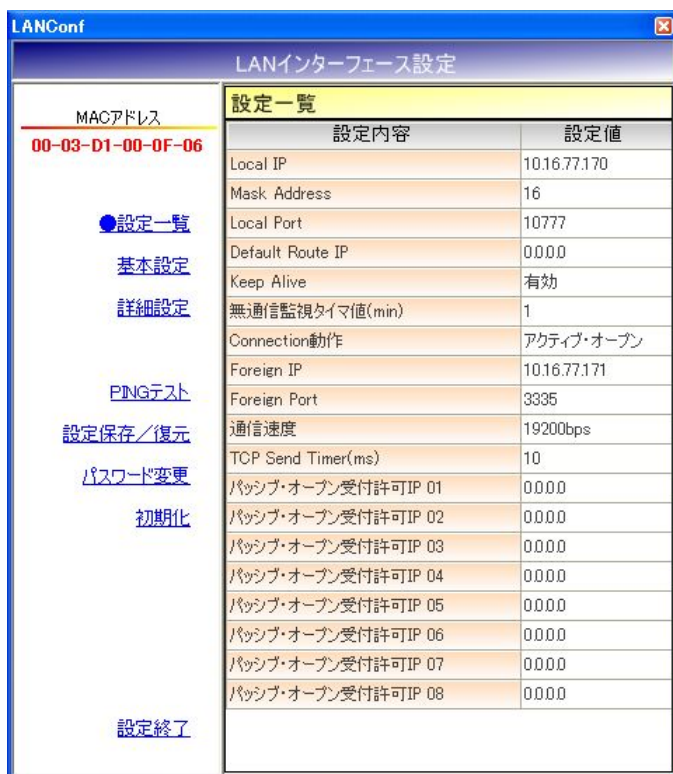 LANConf
LANインターフェース設定
MACアドレス
00-03-D1-00-0F-06
●設定一覧
基本設定
詳細設定
PINGテスト
設定保存／復元
パスワード変更
初期化
設定終了
設定一覧
設定内容 設定値
Local IP 10.16.77.170
Mask Address 16
Local Port 10777
Default Route IP 0.0.0.0
Keep Alive 有効
無通信監視タイマ値(min) 1
Connection動作 アクティブ・オープン
Foreign IP 10.16.77.171
Foreign Port 3335
通信速度 19200bps
TCP Send Timer(ms) 10
パッシブ・オープン受付許可IP 01 0.0.0.0
パッシブ・オープン受付許可IP 02 0.0.0.0
パッシブ・オープン受付許可IP 03 0.0.0.0
パッシブ・オープン受付許可IP 04 0.0.0.0
パッシブ・オープン受付許可IP 05 0.0.0.0
パッシブ・オープン受付許可IP 06 0.0.0.0
パッシブ・オープン受付許可IP 07 0.0.0.0
パッシブ・オープン受付許可IP 08 0.0.0.0